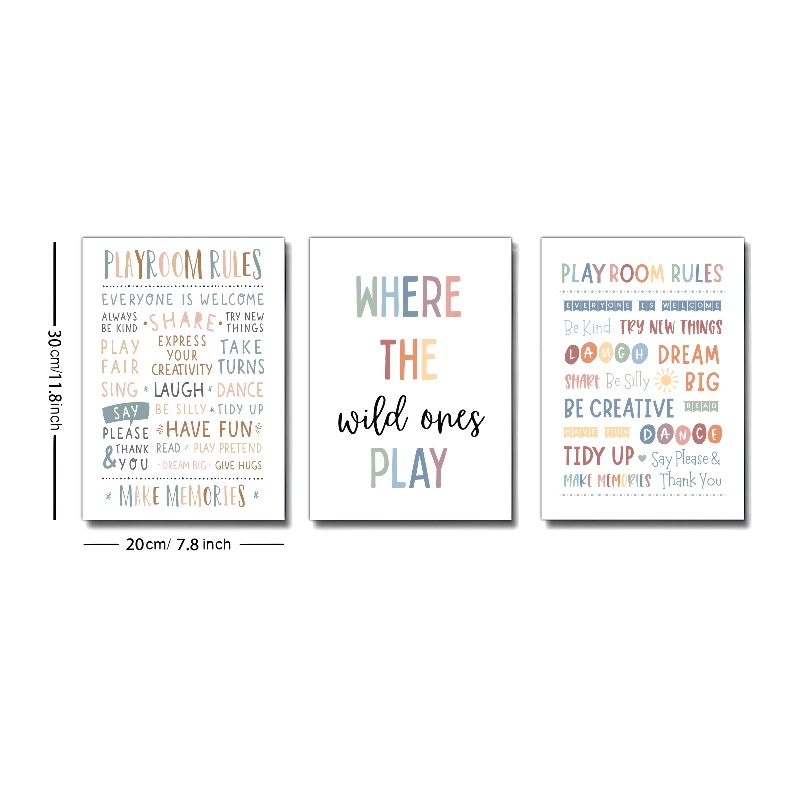 PLAYROOM RULES
EVERYONE IS WELCOME
ALWAYS BE KIND • SHARE • TRY NEW THINGS
PLAY FAIR EXPRESS YOUR CREATIVITY TAKE TURNS
SING * LAUGH * DANCE
SAY BE SILLY * TIDY UP
PLEASE HAVE FUN
& THANK YOU READ * PLAY PRETEND
DREAM BIG * GIVE HUGS
* MAKE MEMORIES *
30cm/11.8inch
20cm/ 7.8 inch
WHERE
THE
wild ones
PLAY
PLAYROOM RULES
EVERYONE IS WELCOME
Be Kind TRY NEW THINGS
LAUGH DREAM
SHARE Be Silly BIG
BE CREATIVE READ
HAVE FUN DANCE
TIDY UP ♥ Say Please &
MAKE MEMORIES Thank You